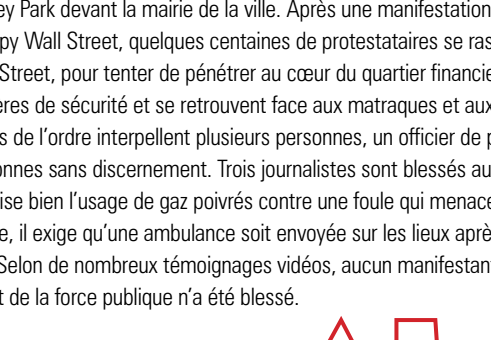 ey Park devant la mairie de la ville. Après une manifestation
py Wall Street, quelques centaines de protestataires se ras
Street, pour tenter de pénétrer au cœur du quartier financie
ères de sécurité et se retrouvent face aux matraques et aux
s de l'ordre interpellent plusieurs personnes, un officier de p
onnes sans discernement. Trois journalistes sont blessés au
ise bien l'usage de gaz poivrés contre une foule qui menace
e, il exige qu'une ambulance soit envoyée sur les lieux aprè
Selon de nombreux témoignages vidéos, aucun manifestant
t de la force publique n'a été blessé.